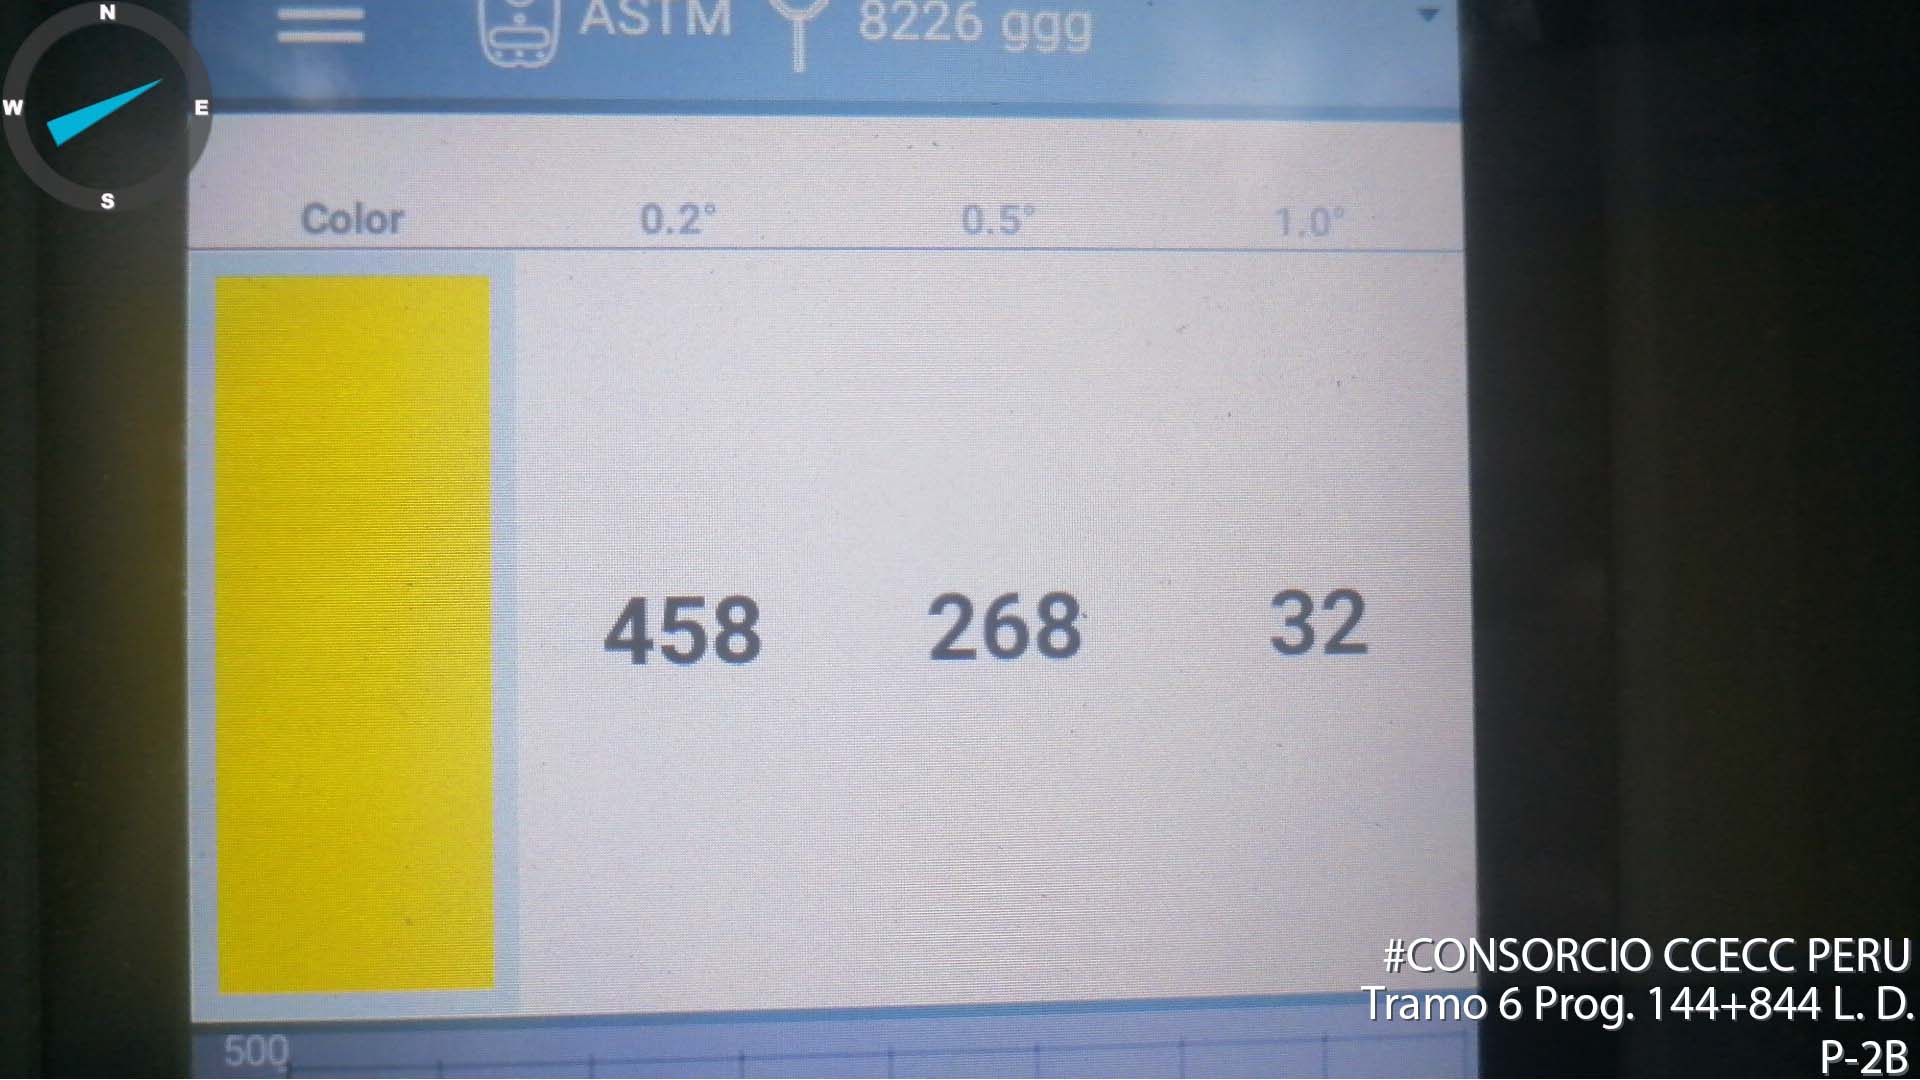 ASTM 8226 ggg
N
W E
S
Color 0.2° 0.5° 1.0°
458 268 32
#CONSORCIO CCECC PERU
Tramo 6 Prog. 144+844 L. D.
500
P-2B